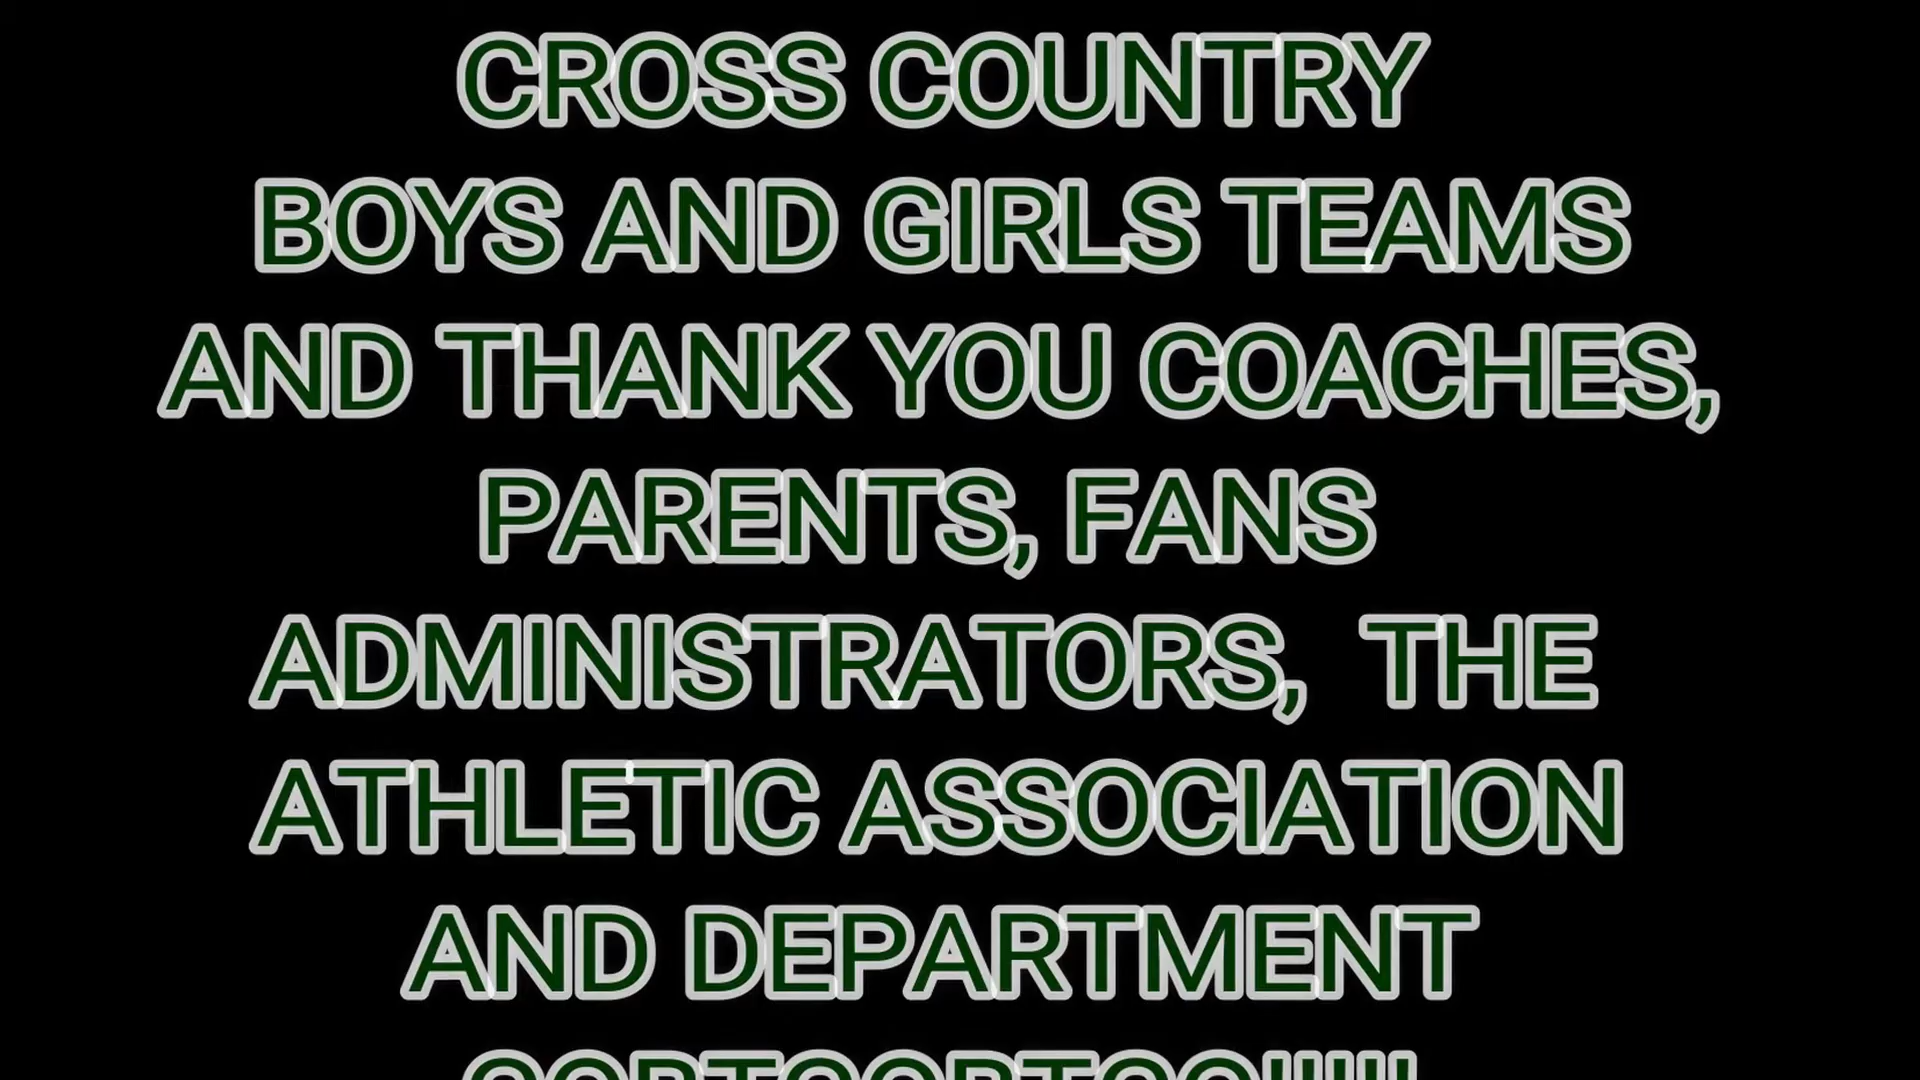 CROSS COUNTRY
BOYS AND GIRLS TEAMS
AND THANK YOU COACHES,
PARENTS, FANS
ADMINISTRATORS,  THE
ATHLETIC ASSOCIATION
AND DEPARTMENT